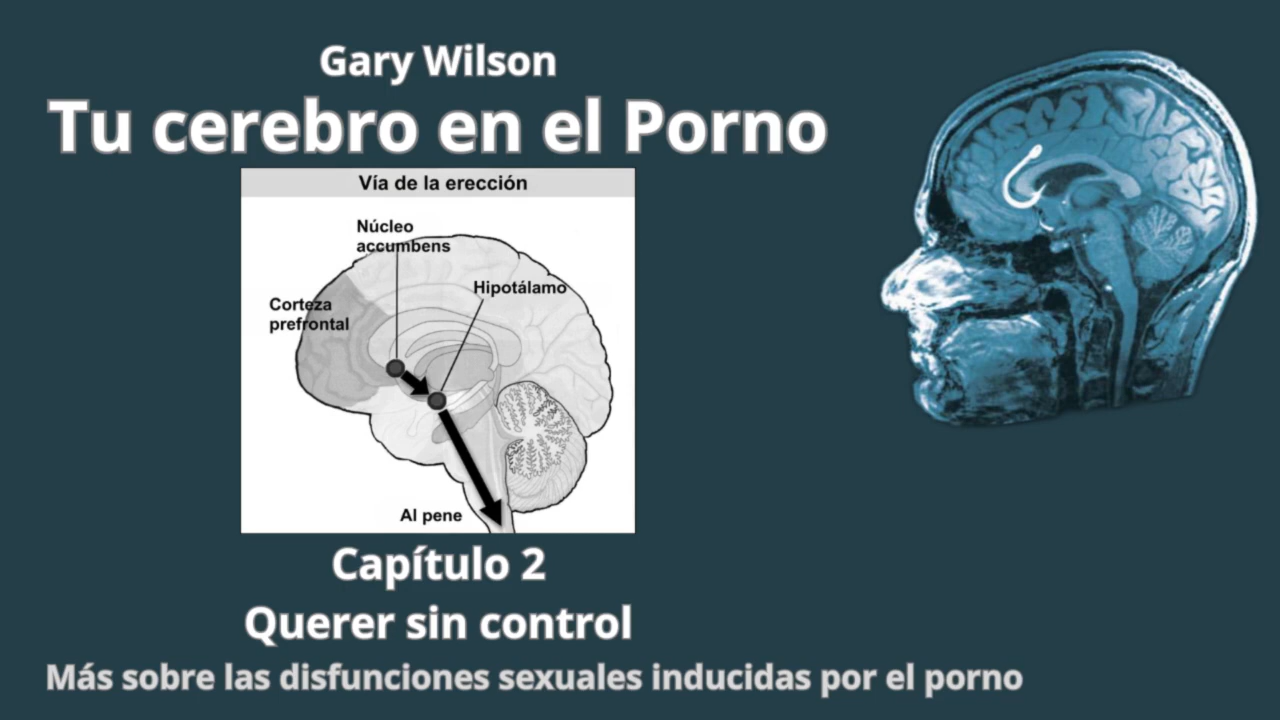 Gary Wilson
Tu cerebro en el Porno
Vía de la erección
Núcleo
accumbens
Hipotálamo
Corteza
prefrontal
Al pene
Capítulo 2
Querer sin control
Más sobre las disfunciones sexuales inducidas por el porno